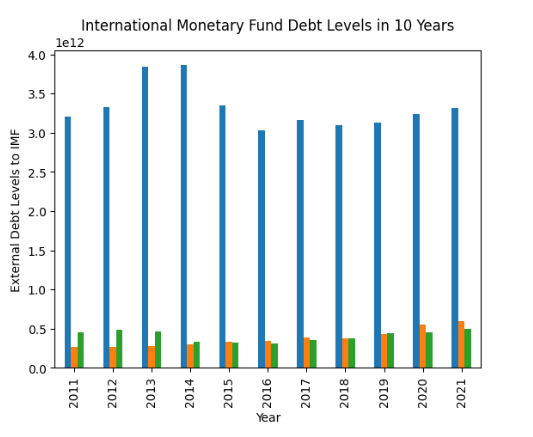 International Monetary Fund Debt Levels in 10 Years
1e12
4.0
3.5
3.0
2.5
2.0
1.5
1.0
0.5
0.0
External Debt Levels to IMF
2011 2012 2013 2014 2015 2016 2017 2018 2019 2020 2021
Year